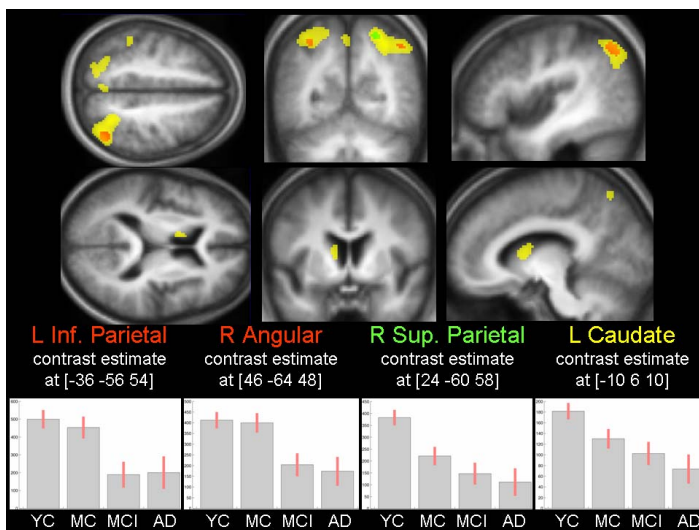 L Inf. Parietal R Angular R Sup. Parietal L Caudate
contrast estimate contrast estimate contrast estimate contrast estimate
at [-36 -56 54] at [46 -64 48] at [24 -60 58] at [-10 6 10]
YC MC MCI AD YC MC MCI AD YC MC MCI AD YC MC MCI AD